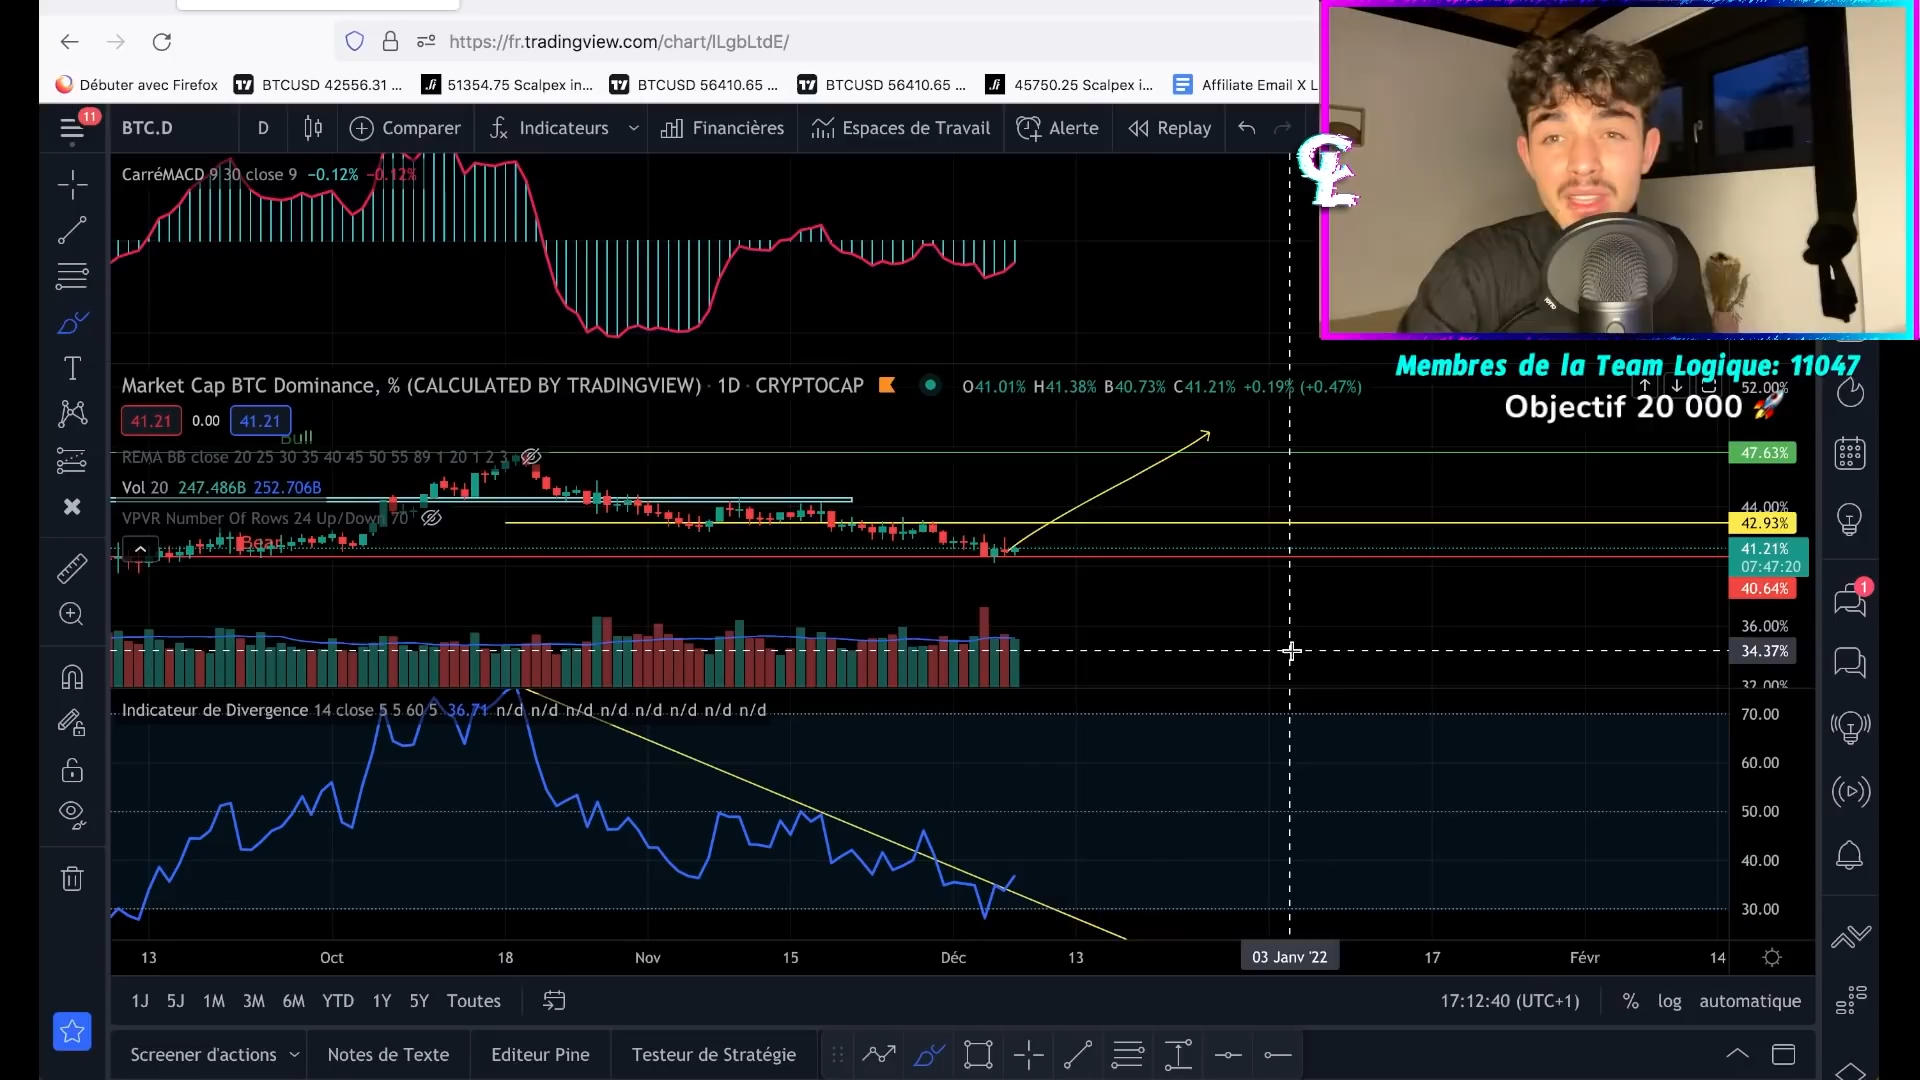 https://fr.tradingview.com/chart/lLgbLtdE/
Débuter avec Firefox
BTCUSD 42556.31 ...
51354.75 Scalpex in...
BTCUSD 56410.65 ...
BTCUSD 56410.65 ...
45750.25 Scalpex i...
Affiliate Email X L
11
BTC.D
D
Comparer
Indicateurs
Financières
Espaces de Travail
Alerte
Replay
CL
CarréMACD 9 30 close 9 −0.12% −0.12%
Membres de la Team Logique: 11047
Objectif 20 000 🚀
Market Cap BTC Dominance, % (CALCULATED BY TRADINGVIEW) · 1D · CRYPTOCAP
O41.01% H41.38% B40.73% C41.21% +0.19% (+0.47%)
52.00%
41.21 0.00 41.21
Bull
REMA BB close 20 25 30 35 40 45 50 55 89 1 20 1 2 3
47.63%
Vol 20 247.486B 252.706B
44.00%
VPVR Number Of Rows 24 Up/Down 70
42.93%
Bear
41.21%
07:47:20
40.64%
1
36.00%
34.37%
32.00%
Indicateur de Divergence 14 close 5 5 60 5 36.71 n/d n/d n/d n/d n/d n/d n/d n/d
70.00
60.00
50.00
40.00
30.00
13
Oct
18
Nov
15
Déc
13
03 Janv '22
17
Févr
14
1J 5J 1M 3M 6M YTD 1Y 5Y Toutes
17:12:40 (UTC+1)
% log automatique
Screener d'actions
Notes de Texte
Editeur Pine
Testeur de Stratégie